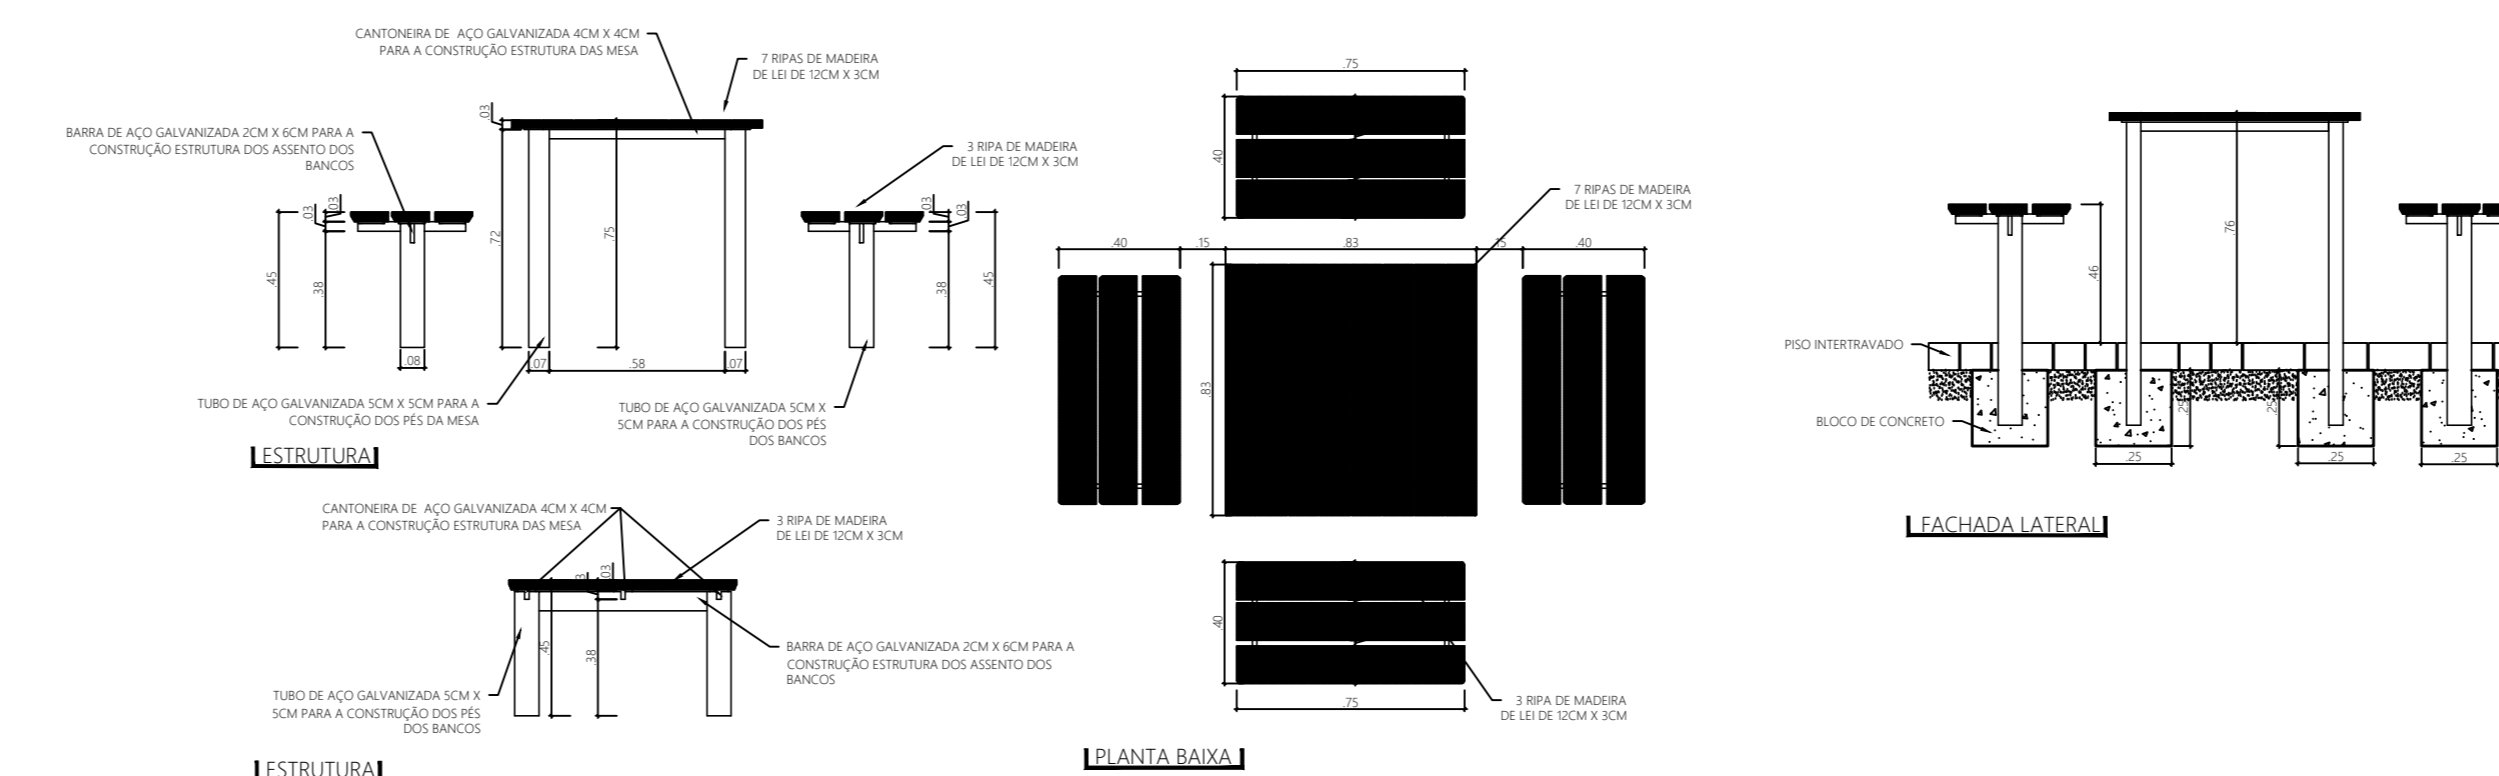 CANTONEIRA DE AÇO GALVANIZADA 4CM X 4CM
PARA A CONSTRUÇÃO ESTRUTURA DAS MESA
7 RIPAS DE MADEIRA
DE LEI DE 12CM X 3CM
BARRA DE AÇO GALVANIZADA 2CM X 6CM PARA A
CONSTRUÇÃO ESTRUTURA DOS ASSENTO DOS
BANCOS
3 RIPA DE MADEIRA
DE LEI DE 12CM X 3CM
.03
.03
.03
.45
.38
.08
.72
.75
.07
.58
.07
.03
.03
.38
.45
TUBO DE AÇO GALVANIZADA 5CM X 5CM PARA A
CONSTRUÇÃO DOS PÉS DA MESA
TUBO DE AÇO GALVANIZADA 5CM X
5CM PARA A CONSTRUÇÃO DOS PÉS
DOS BANCOS
ESTRUTURA
CANTONEIRA DE AÇO GALVANIZADA 4CM X 4CM
PARA A CONSTRUÇÃO ESTRUTURA DAS MESA
3 RIPA DE MADEIRA
DE LEI DE 12CM X 3CM
.03
.45
.38
BARRA DE AÇO GALVANIZADA 2CM X 6CM PARA A
CONSTRUÇÃO ESTRUTURA DOS ASSENTO DOS
BANCOS
TUBO DE AÇO GALVANIZADA 5CM X
5CM PARA A CONSTRUÇÃO DOS PÉS
DOS BANCOS
ESTRUTURA
.75
.40
7 RIPAS DE MADEIRA
DE LEI DE 12CM X 3CM
.40
.15
.83
.15
.40
.83
.40
.75
3 RIPA DE MADEIRA
DE LEI DE 12CM X 3CM
PLANTA BAIXA
.76
.46
PISO INTERTRAVADO
BLOCO DE CONCRETO
.25
.25
.25
.25
.25
FACHADA LATERAL